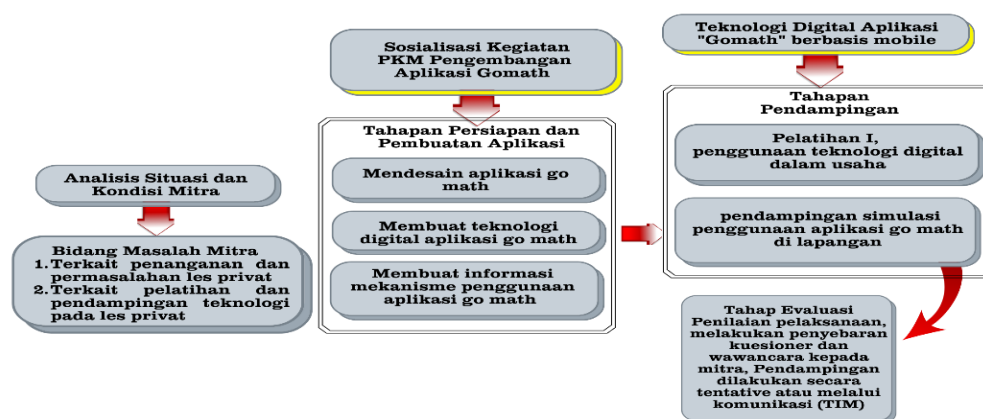 Analisis Situasi dan
Kondisi Mitra
Bidang Masalah Mitra
1.Terkait penanganan dan
permasalahan les privat
2.Terkait pelatihan dan
pendampingan teknologi
pada les privat
Sosialisasi Kegiatan
PKM Pengembangan
Aplikasi Gomath
Tahapan Persiapan dan
Pembuatan Aplikasi
Mendesain aplikasi go
math
Membuat teknologi
digital aplikasi go math
Membuat informasi
mekanisme penggunaan
aplikasi go math
Teknologi Digital Aplikasi
"Gomath" berbasis mobile
Tahapan
Pendampingan
Pelatihan I,
penggunaan teknologi digital
dalam usaha
pendampingan simulasi
penggunaan aplikasi go math
di lapangan
Tahap Evaluasi
Penilaian pelaksanaan,
melakukan penyebaran
kuesioner dan
wawancara kepada
mitra, Pendampingan
dilakukan secara
tentative atau melalui
komunikasi (TIM)